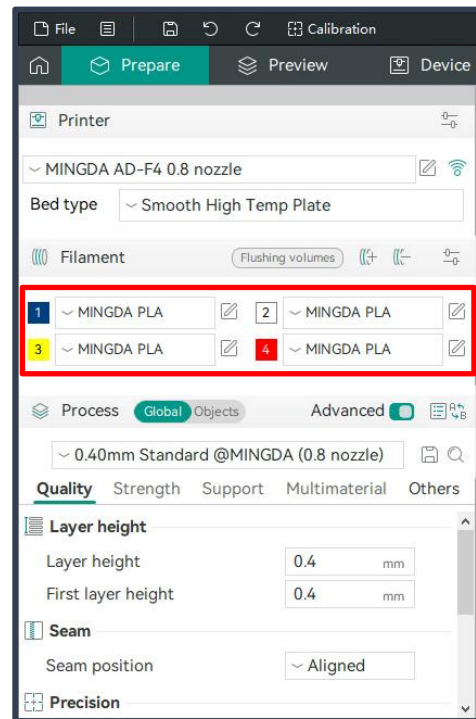 File Calibration
Prepare Preview Device
Printer
MINGDA AD-F4 0.8 nozzle
Bed type Smooth High Temp Plate
Filament Flushing volumes
1 MINGDA PLA 2 MINGDA PLA
3 MINGDA PLA 4 MINGDA PLA
Process Global Objects Advanced
0.40mm Standard @MINGDA (0.8 nozzle)
Quality Strength Support Multimaterial Others
Layer height
Layer height 0.4 mm
First layer height 0.4 mm
Seam
Seam position Aligned
Precision